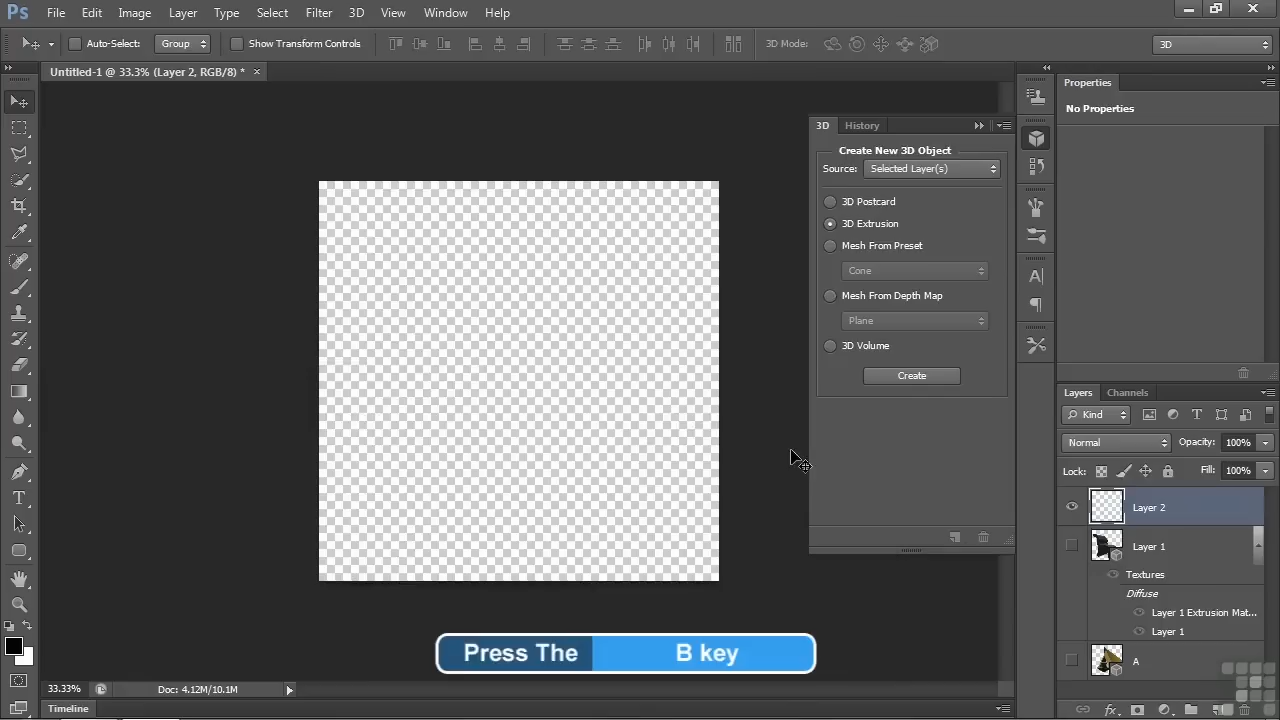 Ps File Edit Image Layer Type Select Filter 3D View Window Help
Auto-Select: Group Show Transform Controls 3D Mode: 3D
Untitled-1 @ 33.3% (Layer 2, RGB/8) * ×
Properties
No Properties
3D History
Create New 3D Object
Source: Selected Layer(s)
3D Postcard
3D Extrusion
Mesh From Preset
Cone
Mesh From Depth Map
Plane
3D Volume
Create
Layers Channels
Kind
Normal Opacity: 100%
Lock: Fill: 100%
Layer 2
Layer 1
Textures
Diffuse
Layer 1 Extrusion Mat...
Layer 1
A
Press The B key
33.33% Doc: 4.12M/10.1M
Timeline